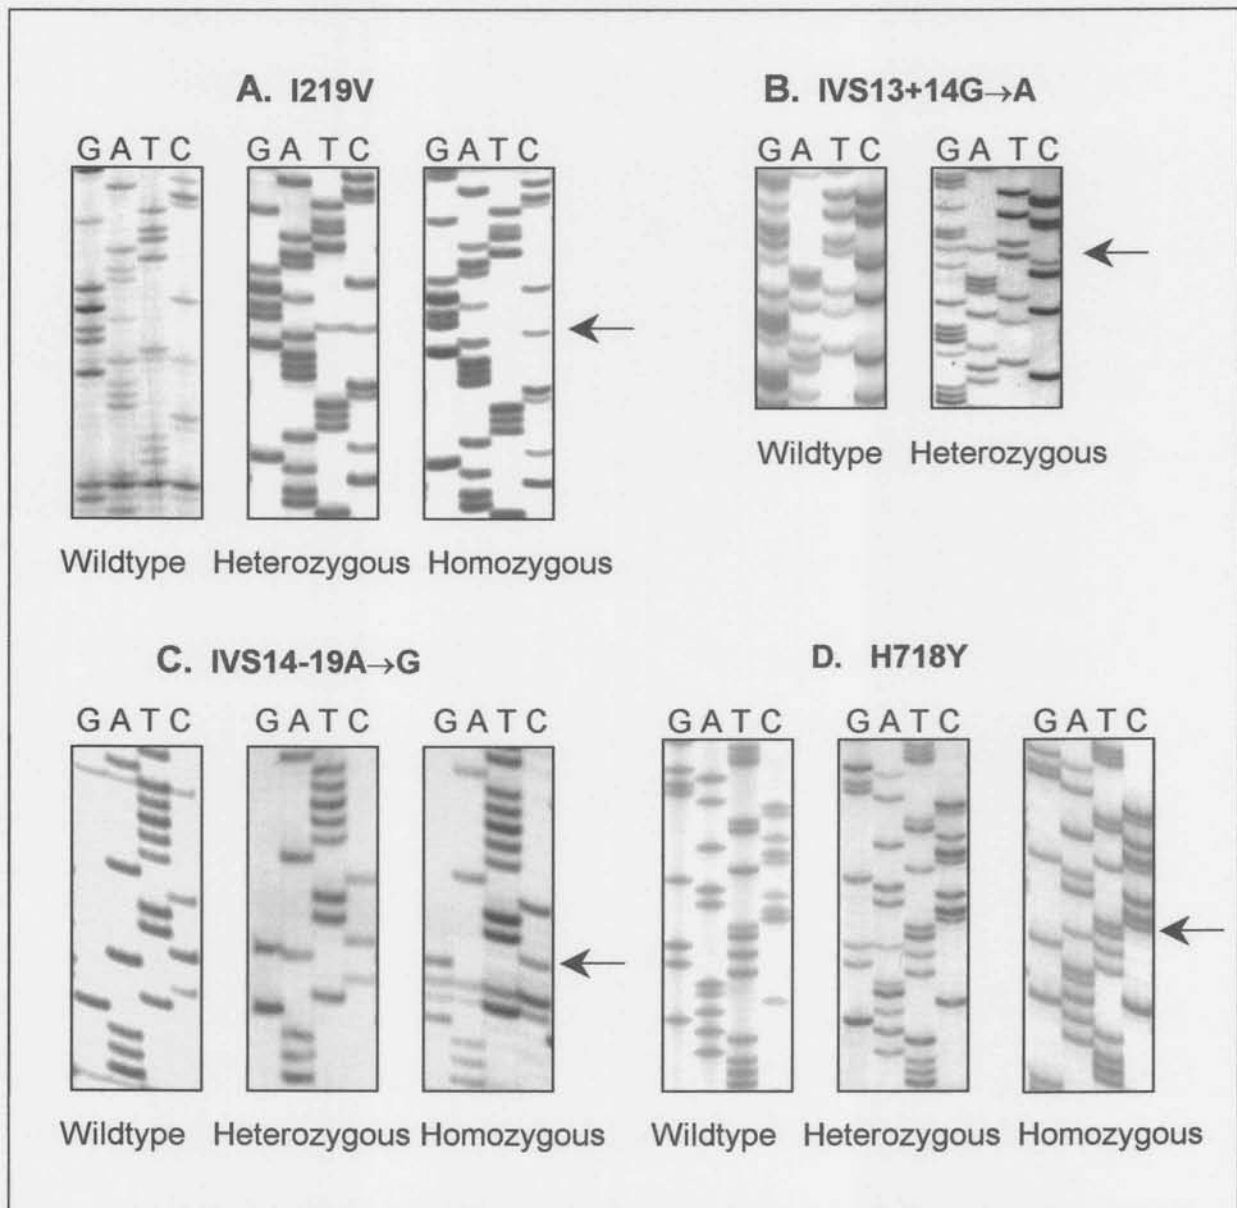 A. I219V
B. IVS13+14G→A
G A T C
G A T C
G A T C
G A T C
G A T C
Wildtype
Heterozygous
Wildtype
Heterozygous
Homozygous
C. IVS14-19A→G
D. H718Y
G A T C
G A T C
G A T C
G A T C
G A T C
G A T C
Wildtype
Heterozygous
Homozygous
Wildtype
Heterozygous
Homozygous